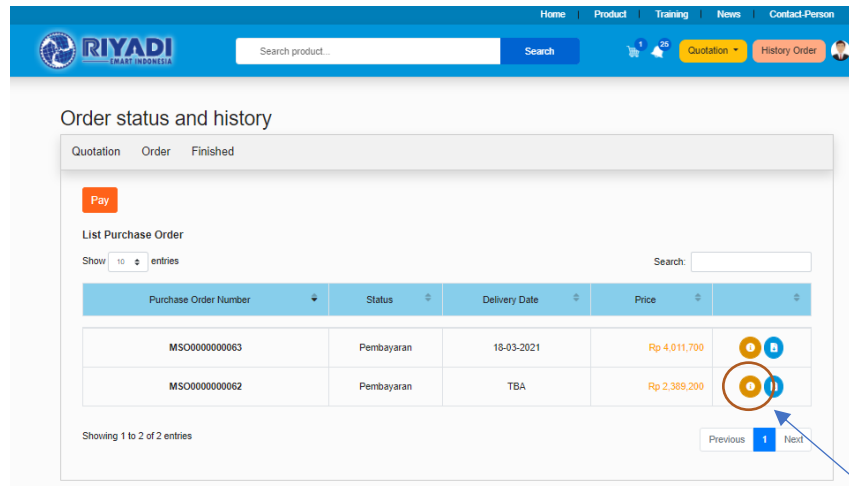 Home | Product | Training | News | Contact-Person
RIYADI
EMART INDONESIA
Search product...
Search
1
25
Quotation
History Order
Order status and history
Quotation Order Finished
Pay
List Purchase Order
Show 10 entries
Search:
Purchase Order Number Status Delivery Date Price
MSO0000000063 Pembayaran 18-03-2021 Rp 4,011,700
MSO0000000062 Pembayaran TBA Rp 2,389,200
Showing 1 to 2 of 2 entries
Previous 1 Next